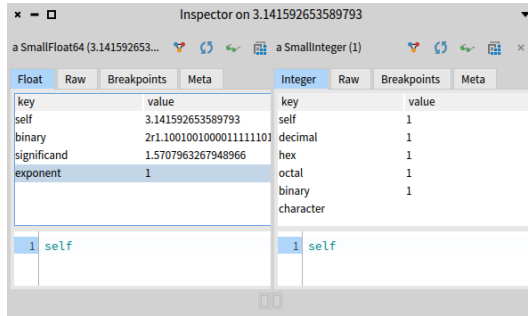 Inspector on 3.141592653589793
a SmallFloat64 (3.141592653...
Float Raw Breakpoints Meta
key value
self 3.141592653589793
binary 2r1.1001001000011111101
significand 1.5707963267948966
exponent 1
1 self
a SmallInteger (1)
Integer Raw Breakpoints Meta
key value
self 1
decimal 1
hex 1
octal 1
binary 1
character
1 self